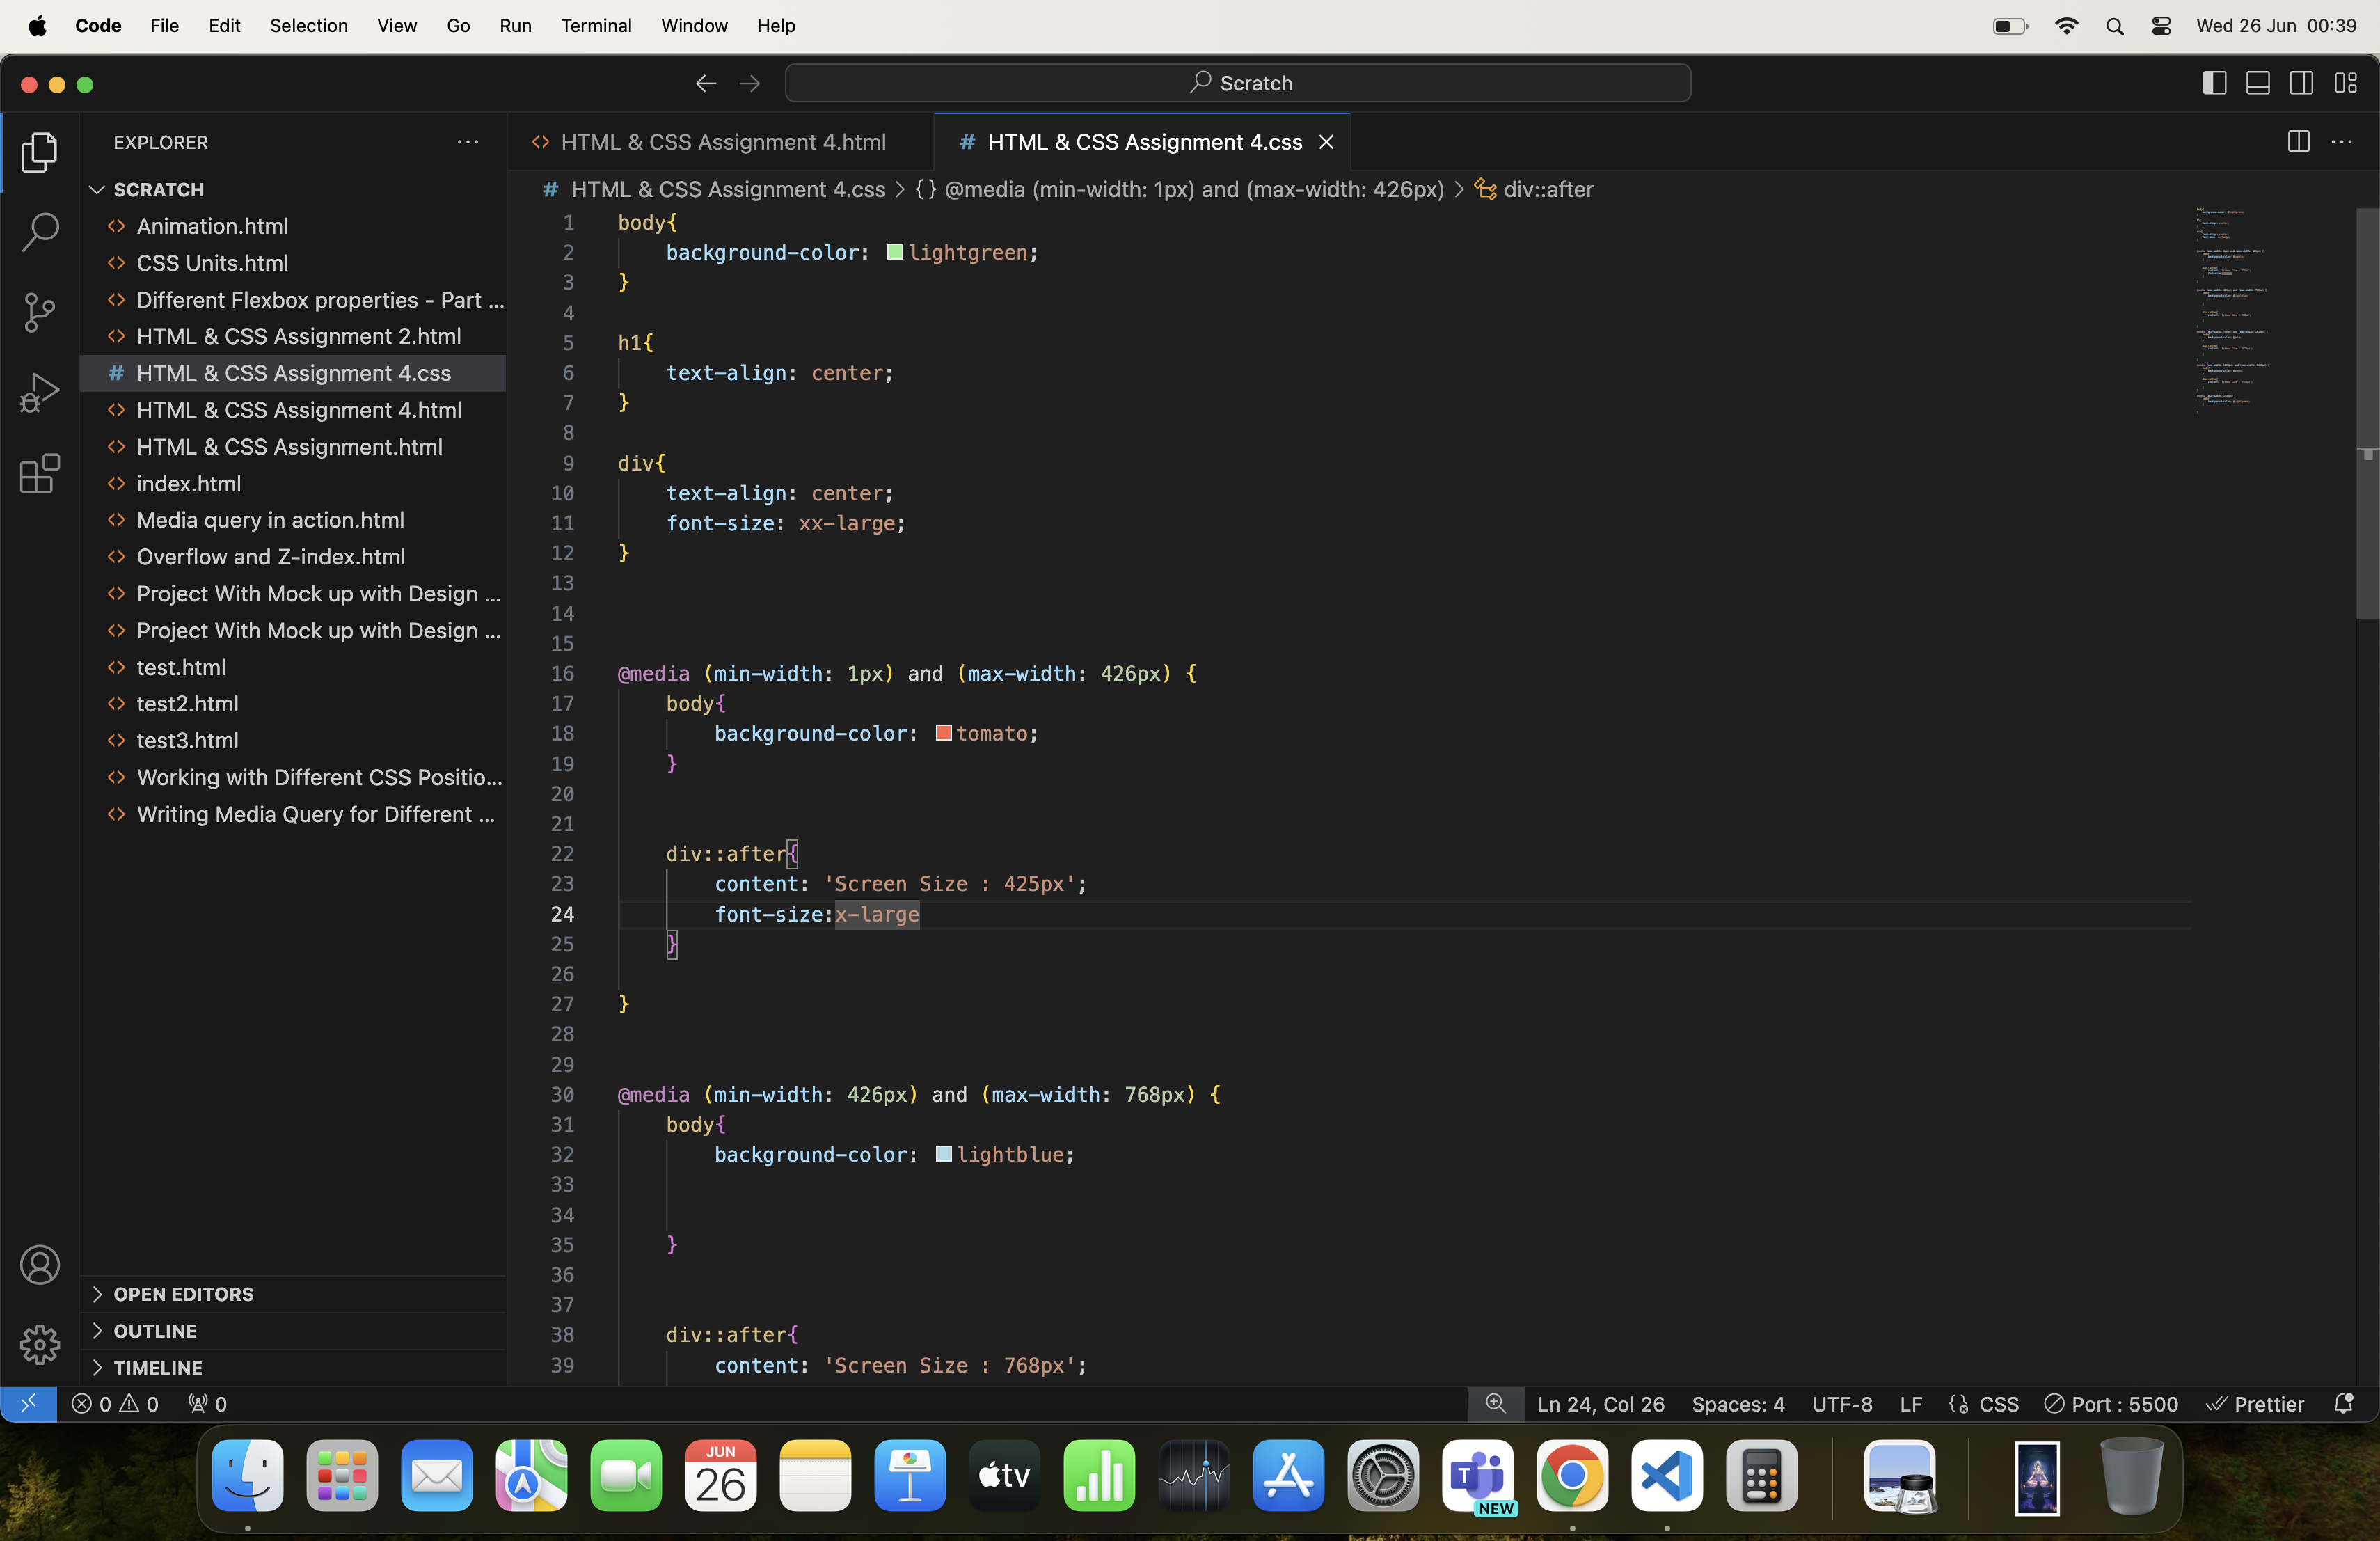 Code File Edit Selection View Go Run Terminal Window Help Wed 26 Jun 00:39
Scratch
EXPLORER
SCRATCH
Animation.html
CSS Units.html
Different Flexbox properties - Part ...
HTML & CSS Assignment 2.html
HTML & CSS Assignment 4.css
HTML & CSS Assignment 4.html
HTML & CSS Assignment.html
index.html
Media query in action.html
Overflow and Z-index.html
Project With Mock up with Design ...
Project With Mock up with Design ...
test.html
test2.html
test3.html
Working with Different CSS Positio...
Writing Media Query for Different ...
OPEN EDITORS
OUTLINE
TIMELINE
HTML & CSS Assignment 4.html # HTML & CSS Assignment 4.css
# HTML & CSS Assignment 4.css > {} @media (min-width: 1px) and (max-width: 426px) > div::after
1 body{
2 background-color: lightgreen;
3 }
4
5 h1{
6 text-align: center;
7 }
8
9 div{
10 text-align: center;
11 font-size: xx-large;
12 }
13
14
15
16 @media (min-width: 1px) and (max-width: 426px) {
17 body{
18 background-color: tomato;
19 }
20
21
22 div::after{
23 content: 'Screen Size : 425px';
24 font-size:x-large
25 }
26
27 }
28
29
30 @media (min-width: 426px) and (max-width: 768px) {
31 body{
32 background-color: lightblue;
33
34
35 }
36
37
38 div::after{
39 content: 'Screen Size : 768px';
0 0 0 Ln 24, Col 26 Spaces: 4 UTF-8 LF CSS Port : 5500 Prettier
JUN
26
tv
T
NEW